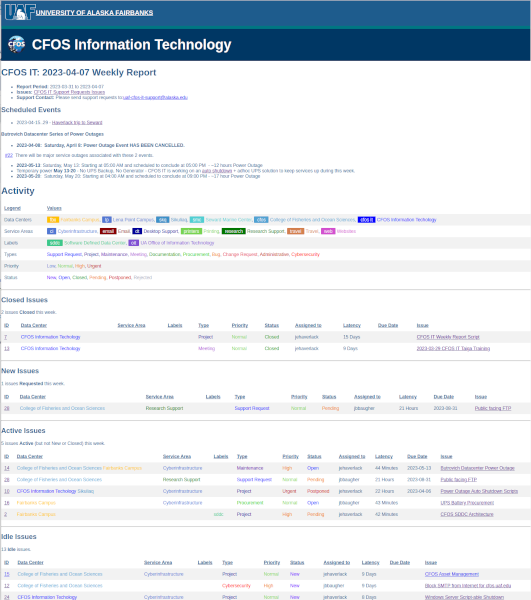 UAF UNIVERSITY OF ALASKA FAIRBANKS
CFOS CFOS Information Technology
CFOS IT: 2023-04-07 Weekly Report
Report Period: 2023-03-31 to 2023-04-07
Issues: CFOS IT Support Requests Issues
Support Contact: Please send support requests to uaf-cfos-it-support@alaska.edu
Scheduled Events
2023-04-15, 29 - Haverlack trip to Seward
Butrovich Datacenter Series of Power Outages
2023-04-08: Saturday, April 8: Power Outage Event HAS BEEN CANCELLED.
#22 There will be major service outages associated with these 2 events.
2023-05-13: Saturday, May 13: Starting at 05:00 AM and scheduled to conclude at 05:00 PM - ~12 hours Power Outage
Temporary power May 13-20 - No UPS Backup, No Generator - CFOS IT is working on an auto shutdown + adhoc UPS solution to keep services up during this week
2023-05-20: Saturday, May 20: Starting at 04:00 AM and scheduled to conclude at 09:00 PM - ~17 hour Power Outage
Activity
Legend Values
Data Centers Fairbanks Campus, lp Lena Point Campus, Sitkalaq, smc Seward Marine Center, cfos College of Fisheries and Ocean Sciences, cfos it CFOS Information Technology
Service Areas ci Cyberinfrastructure, email Email, dt Desktop Support, printers Printing, research Research Support, travel Travel, web Websites
Labels sddc Software Defined Data Center, oit UA Office of Information Technology
Types Support Request, Project, Maintenance, Meeting, Documentation, Procurement, Bug, Change Request, Administrative, Cybersecurity
Priority Low, Normal, High, Urgent
Status New, Open, Closed, Pending, Postponed, Rejected
Closed Issues
2 issues Closed this week.
ID Data Center Service Area Labels Type Priority Status Assigned to Latency Due Date Issue
7 CFOS Information Technology Project Normal Closed jehaverlack 15 Days CFOS IT Weekly Report Script
13 CFOS Information Technology Meeting Normal Closed jehaverlack 9 Days 2023-03-29 CFOS IT Taiga Training
New Issues
1 issues Requested this week.
ID Data Center Service Area Labels Type Priority Status Assigned to Latency Due Date Issue
28 College of Fisheries and Ocean Sciences Research Support Support Request Normal Pending jbbaugher 21 Hours 2023-08-31 Public facing FTP
Active Issues
5 issues Active (but not New or Closed) this week.
ID Data Center Service Area Labels Type Priority Status Assigned to Latency Due Date Issue
14 College of Fisheries and Ocean Sciences Fairbanks Campus Cyberinfrastructure Maintenance High Open jehaverlack 44 Minutes 2023-05-13 Butrovich Datacenter Power Outage
28 College of Fisheries and Ocean Sciences Research Support Support Request Normal Pending jbbaugher 21 Hours 2023-08-31 Public facing FTP
10 CFOS Information Technology Sikuliaq Cyberinfrastructure Project Urgent Postponed jehaverlack 22 Hours 2023-04-06 Power Outage Auto Shutdown Scripts
16 Fairbanks Campus Cyberinfrastructure Procurement Normal Open jehaverlack 43 Minutes UPS Battery Procurement
2 Fairbanks Campus sddc Project High Pending jehaverlack 42 Minutes CFOS SDDC Architecture
Idle Issues
13 Idle issues.
ID Data Center Service Area Labels Type Priority Status Assigned to Latency Due Date Issue
15 College of Fisheries and Ocean Sciences Cyberinfrastructure Project Normal New jehaverlack 9 Days CFOS Asset Management
12 College of Fisheries and Ocean Sciences Cybersecurity High New jehaverlack 9 Days Block SMTP from internet for cfos.uaf.edu
24 CFOS Information Technology Cyberinfrastructure Project Normal New jehaverlack 8 Days Windows Server Script-able Shutdown